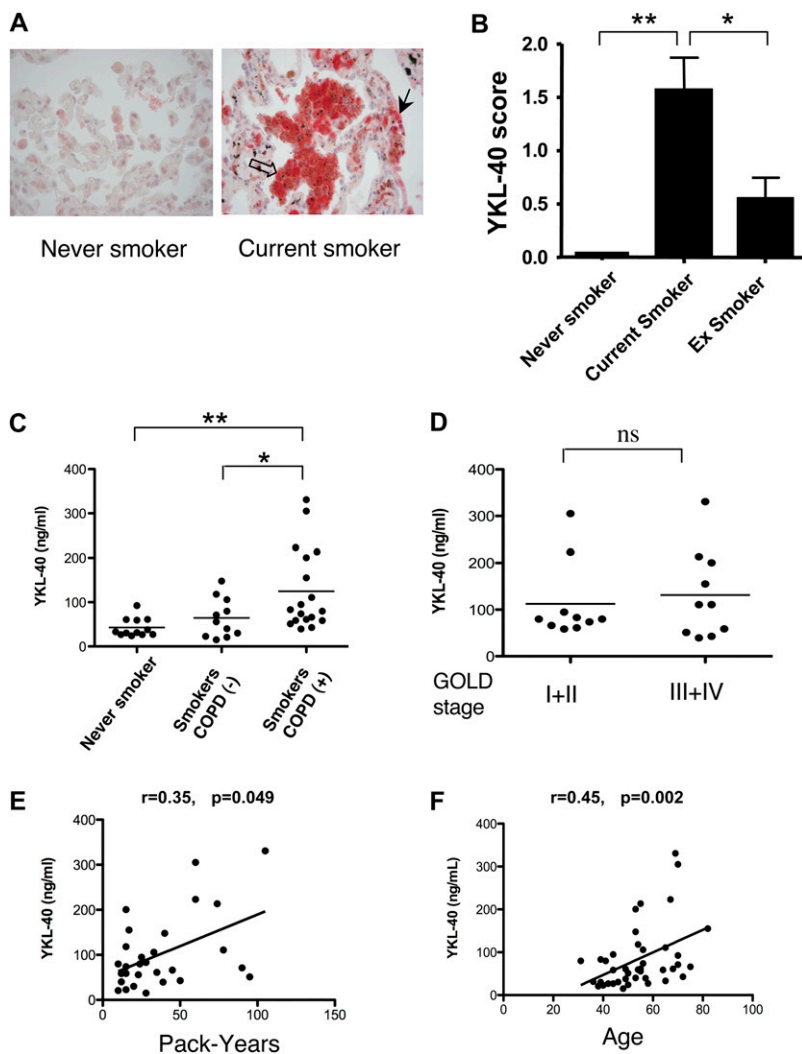 A
Never smoker
Current smoker
B
**
*
YKL-40 score
2.0
1.5
1.0
0.5
0.0
Never smoker
Current Smoker
Ex Smoker
C
**
*
YKL-40 (ng/ml)
400
300
200
100
0
Never smoker
Smokers
COPD (-)
Smokers
COPD (+)
D
ns
YKL-40 (ng/ml)
400
300
200
100
0
GOLD
stage
I+II
III+IV
E
r=0.35, p=0.049
YKL-40 (ng/ml)
400
300
200
100
0
0
50
100
150
Pack-Years
F
r=0.45, p=0.002
YKL-40 (ng/mL)
400
300
200
100
0
0
20
40
60
80
100
Age